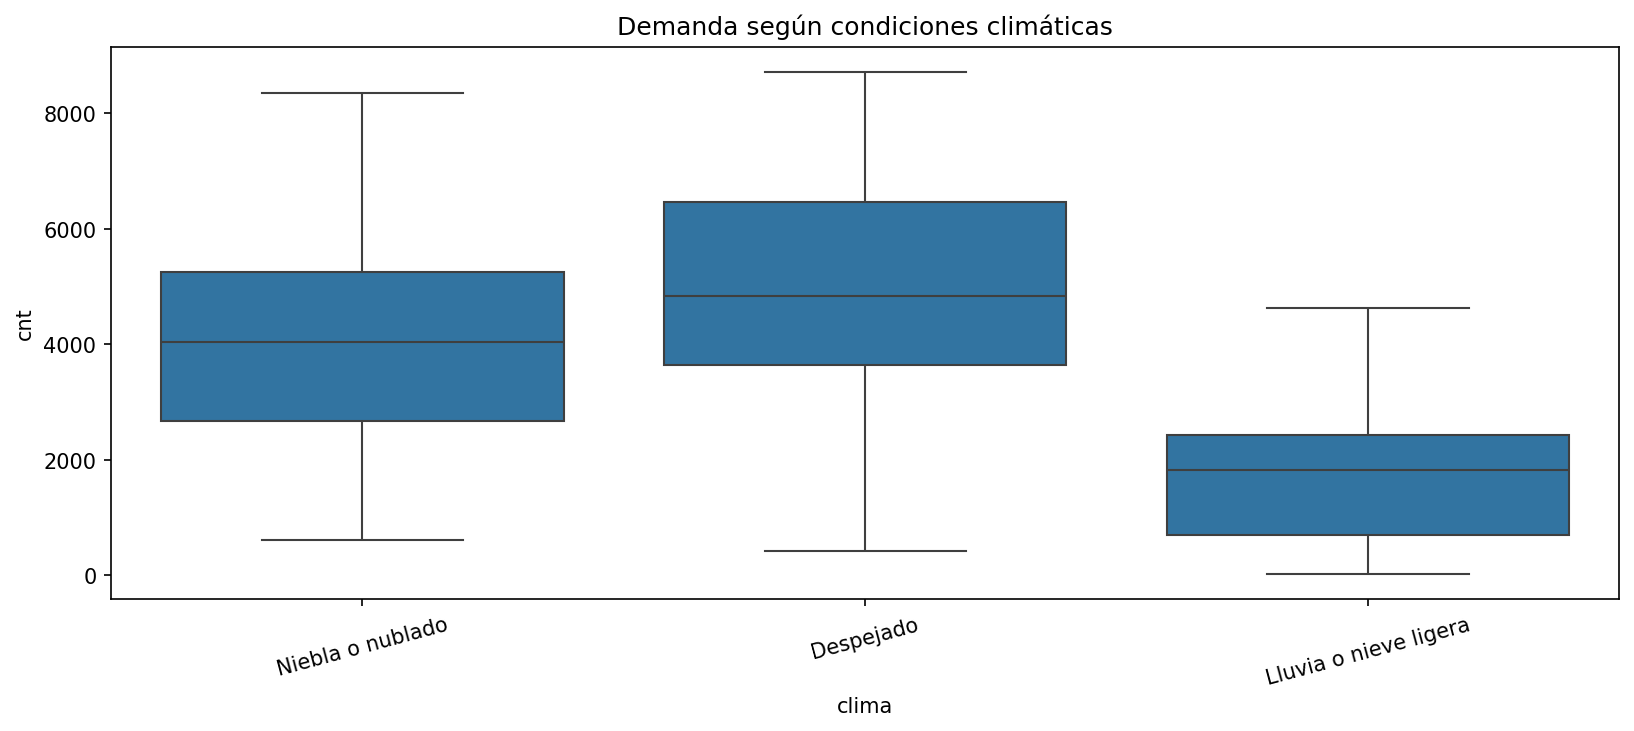 Demanda según condiciones climáticas
8000
6000
4000
2000
0
cnt
Niebla o nublado
Despejado
Lluvia o nieve ligera
clima